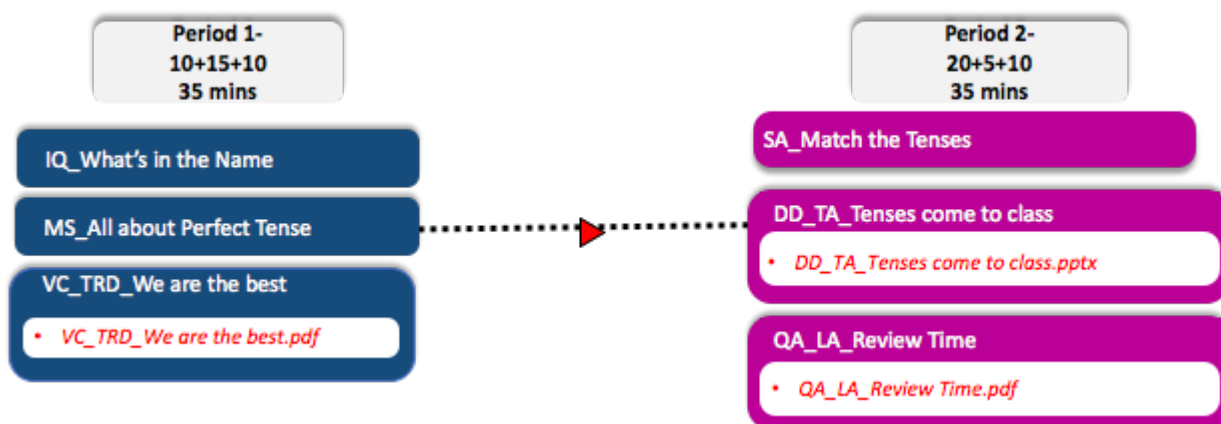 Period 1-
10+15+10
35 mins
IQ_What's in the Name
MS_All about Perfect Tense
VC_TRD_We are the best
• VC_TRD_We are the best.pdf
Period 2-
20+5+10
35 mins
SA_Match the Tenses
DD_TA_Tenses come to class
• DD_TA_Tenses come to class.pptx
QA_LA_Review Time
• QA_LA_Review Time.pdf